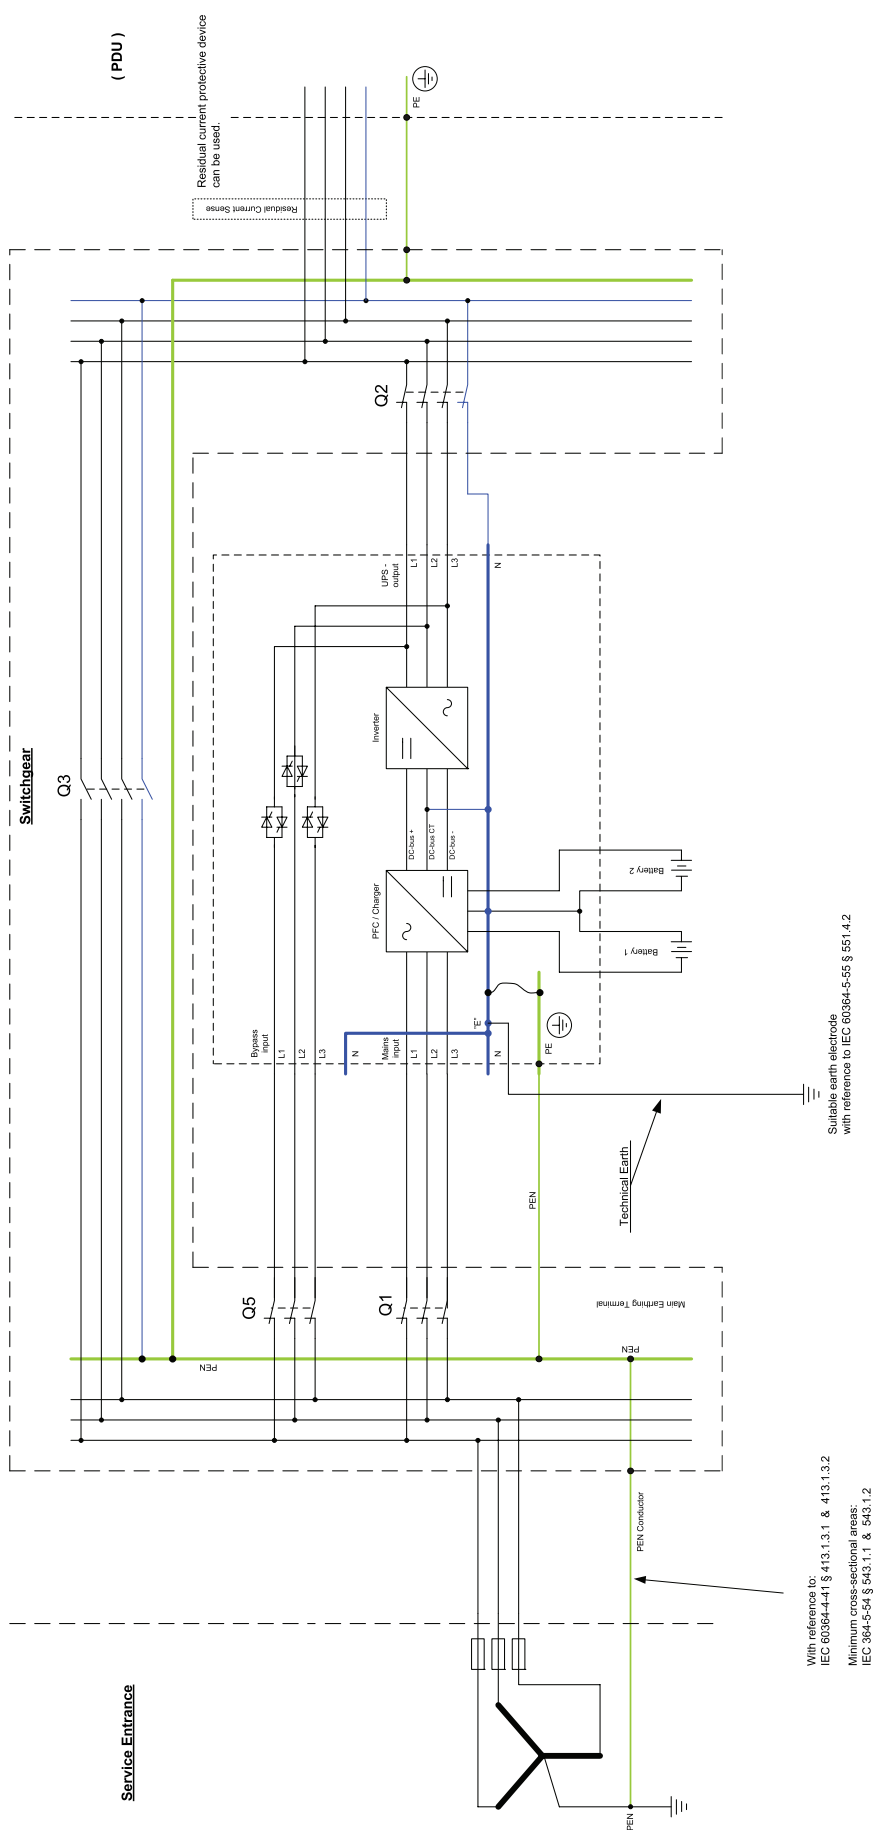 ( PDU )
Residual current protective device
can be used.
PE
Residual Current Sense
Switchgear
Q3
Q2
UPS -
output
L1
L2
L3
N
Inverter
DC-bus +
DC-bus CT
DC-bus -
PFC / Charger
Battery 2
Battery 1
Bypass
input
L1
L2
L3
N
Mains
input
L1
L2
L3
N
"E"
PE
Suitable earth electrode
with reference to IEC 60364-5-55 § 551.4.2
Technical Earth
PEN
Q5
Q1
Main Earthing Terminal
PEN
PEN
PEN Conductor
With reference to:
IEC 60364-4-41 § 413.1.3.1 & 413.1.3.2
Minimum cross-sectional areas:
IEC 364-5-54 § 543.1.1 & 543.1.2
Service Entrance
PEN